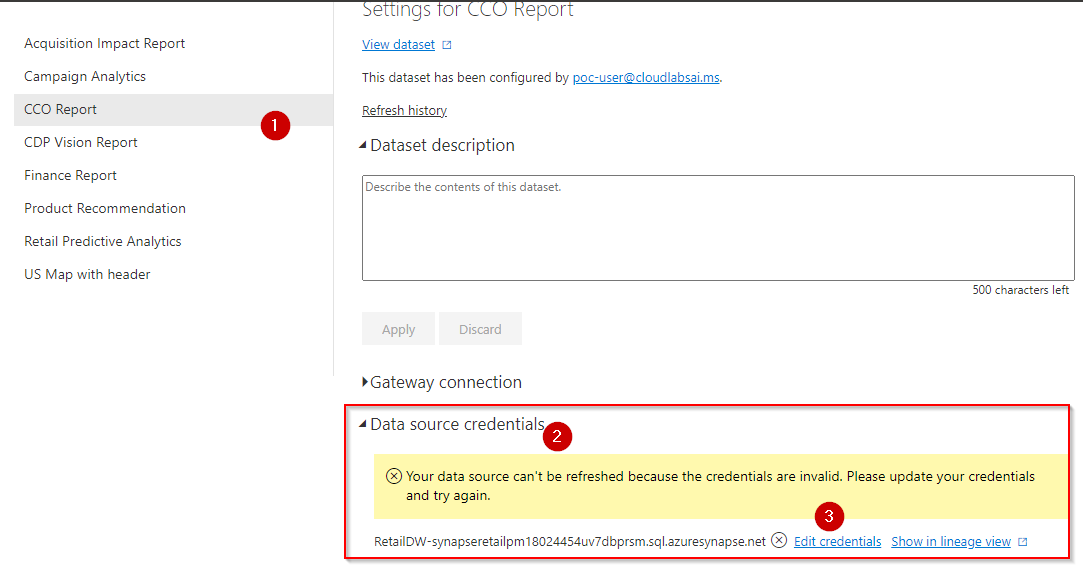 Settings for CCO Report
Acquisition Impact Report
View dataset
Campaign Analytics
This dataset has been configured by poc-user@cloudlabsai.ms.
CCO Report
1
Refresh history
CDP Vision Report
Dataset description
Finance Report
Describe the contents of this dataset.
Product Recommendation
Retail Predictive Analytics
US Map with header
500 characters left
Apply Discard
Gateway connection
Data source credentials
2
Your data source can't be refreshed because the credentials are invalid. Please update your credentials
and try again.
3
RetailDW-synapseretailpm18024454uv7dbprsm.sql.azuresynapse.net Edit credentials Show in lineage view